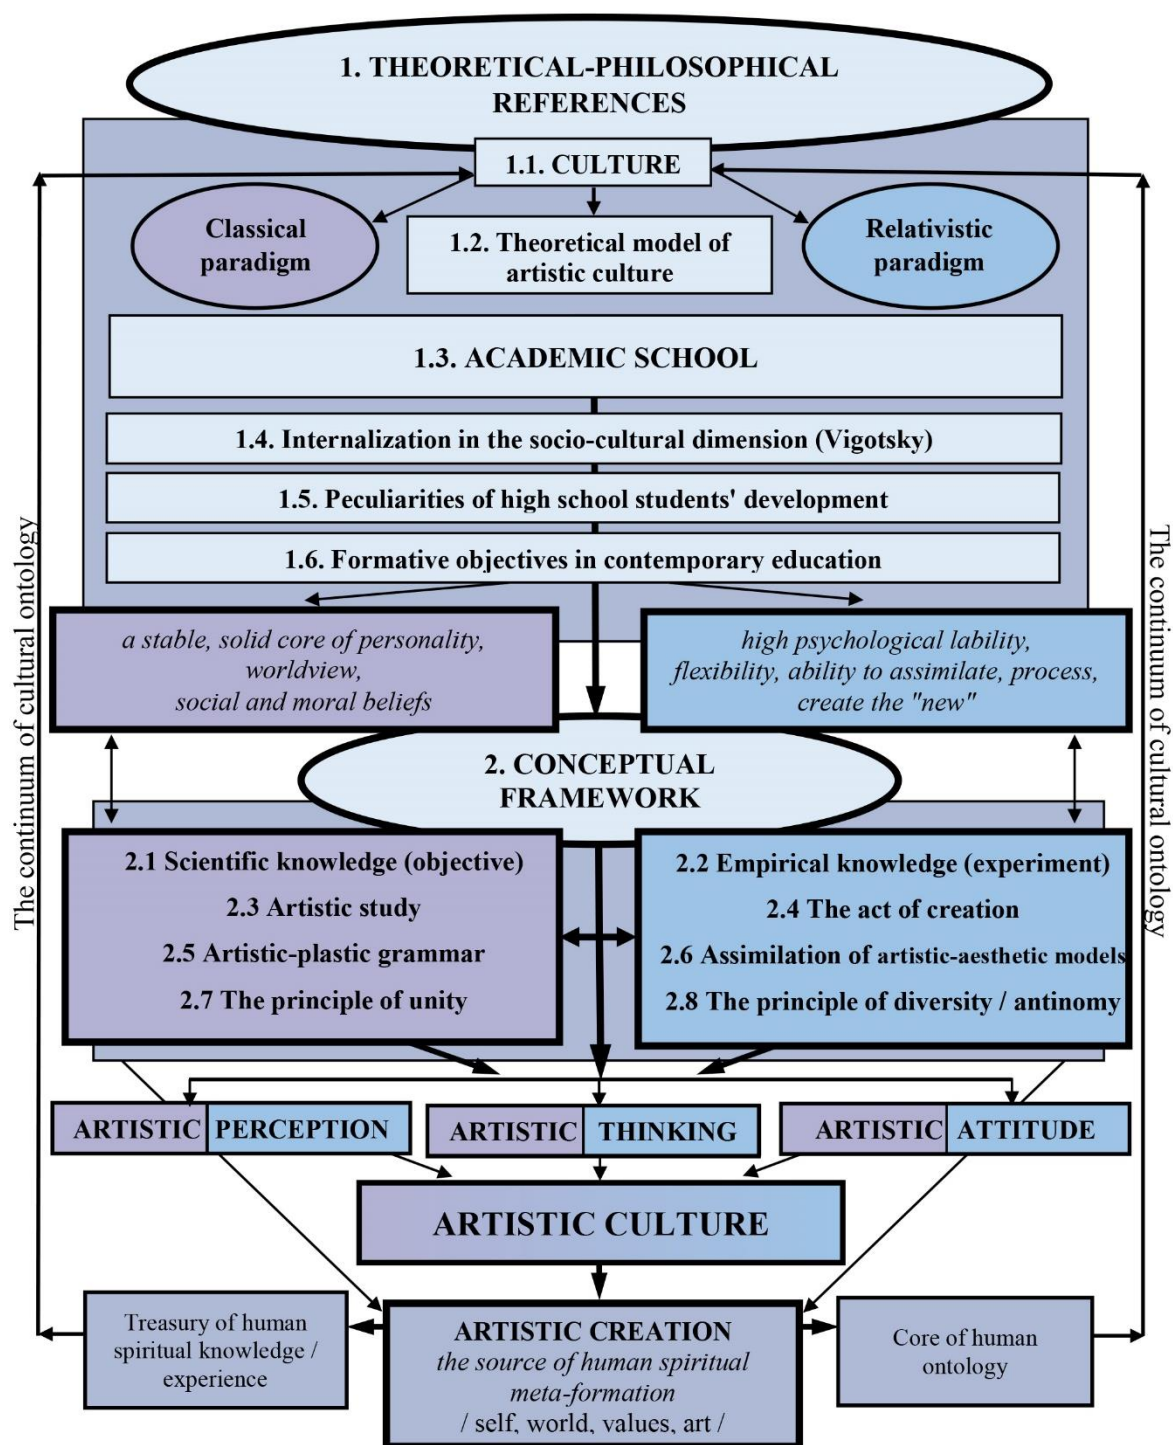 1. THEORETICAL-PHILOSOPHICAL
REFERENCES
1.1. CULTURE
Classical
paradigm
1.2. Theoretical model of
artistic culture
Relativistic
paradigm
1.3. ACADEMIC SCHOOL
1.4. Internalization in the socio-cultural dimension (Vigotsky)
1.5. Peculiarities of high school students' development
1.6. Formative objectives in contemporary education
The continuum of cultural ontology
The continuum of cultural ontology
a stable, solid core of personality,
worldview,
social and moral beliefs
high psychological lability,
flexibility, ability to assimilate, process,
create the "new"
2. CONCEPTUAL
FRAMEWORK
2.1 Scientific knowledge (objective)
2.3 Artistic study
2.5 Artistic-plastic grammar
2.7 The principle of unity
2.2 Empirical knowledge (experiment)
2.4 The act of creation
2.6 Assimilation of artistic-aesthetic models
2.8 The principle of diversity / antinomy
ARTISTIC PERCEPTION
ARTISTIC THINKING
ARTISTIC ATTITUDE
ARTISTIC CULTURE
Treasury of human
spiritual knowledge /
experience
ARTISTIC CREATION
the source of human spiritual
meta-formation
/ self, world, values, art /
Core of human
ontology